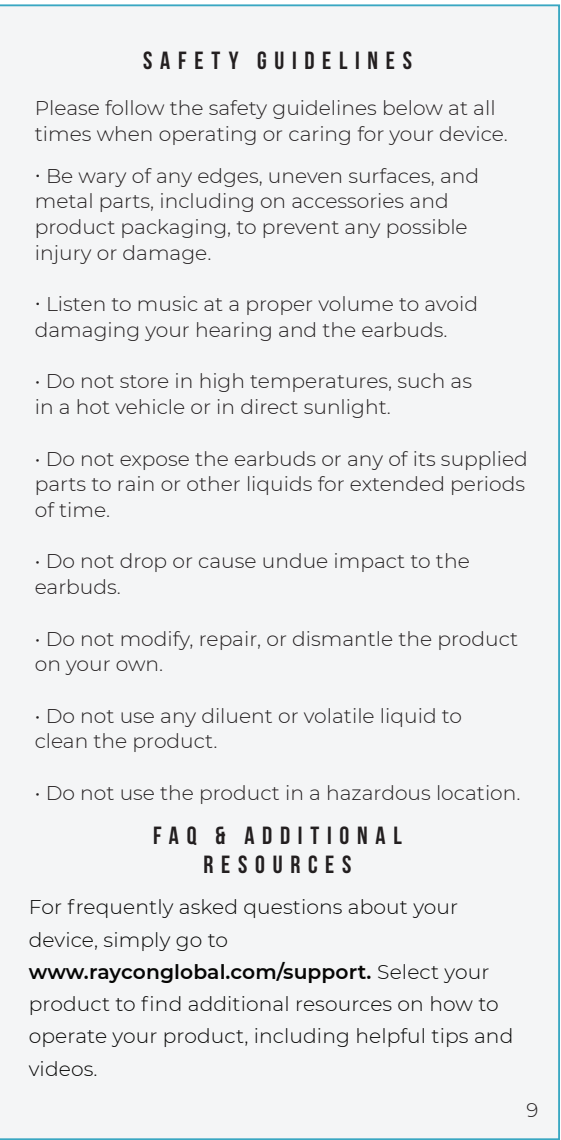 SAFETY GUIDELINES
Please follow the safety guidelines below at all
times when operating or caring for your device.
· Be wary of any edges, uneven surfaces, and
metal parts, including on accessories and
product packaging, to prevent any possible
injury or damage.
· Listen to music at a proper volume to avoid
damaging your hearing and the earbuds.
· Do not store in high temperatures, such as
in a hot vehicle or in direct sunlight.
· Do not expose the earbuds or any of its supplied
parts to rain or other liquids for extended periods
of time.
· Do not drop or cause undue impact to the
earbuds.
· Do not modify, repair, or dismantle the product
on your own.
· Do not use any diluent or volatile liquid to
clean the product.
· Do not use the product in a hazardous location.
FAQ & ADDITIONAL
RESOURCES
For frequently asked questions about your
device, simply go to
www.rayconglobal.com/support. Select your
product to find additional resources on how to
operate your product, including helpful tips and
videos.
9